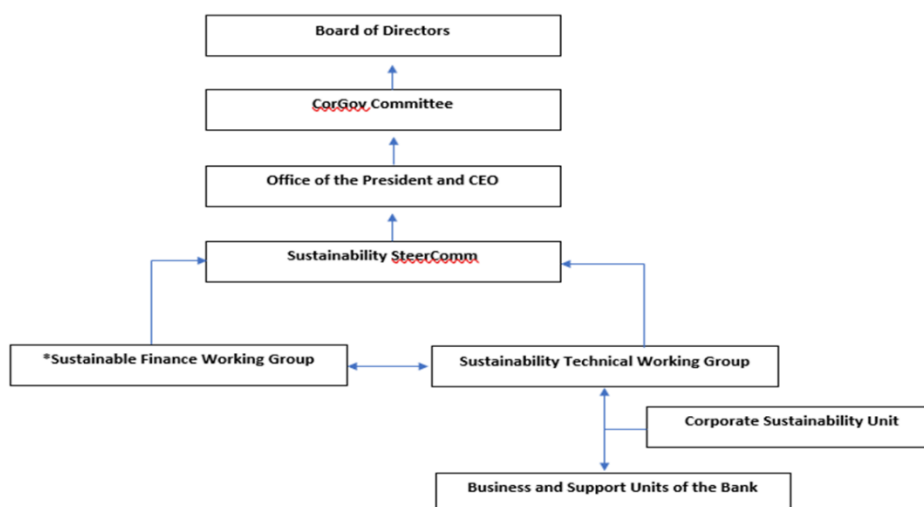 Board of Directors
CorGov Committee
Office of the President and CEO
Sustainability SteerComm
*Sustainable Finance Working Group
Sustainability Technical Working Group
Corporate Sustainability Unit
Business and Support Units of the Bank